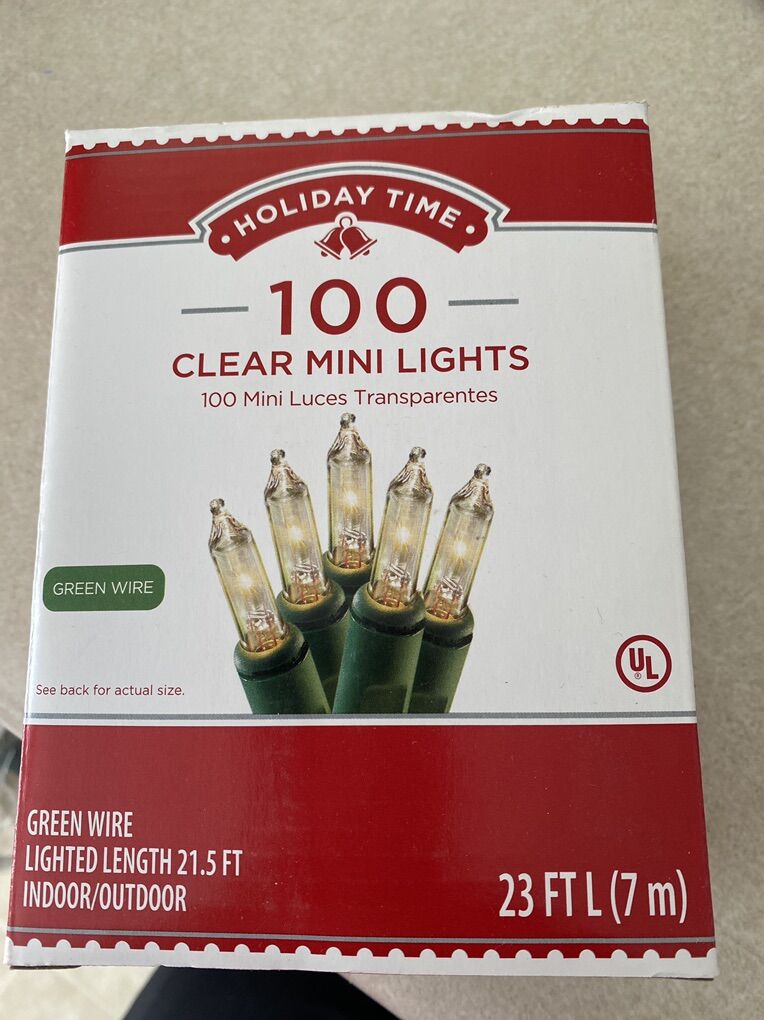 HOLIDAY TIME
100
CLEAR MINI LIGHTS
100 Mini Luces Transparentes
GREEN WIRE
UL
®
See back for actual size.
GREEN WIRE
LIGHTED LENGTH 21.5 FT
INDOOR/OUTDOOR
23 FT L (7 m)